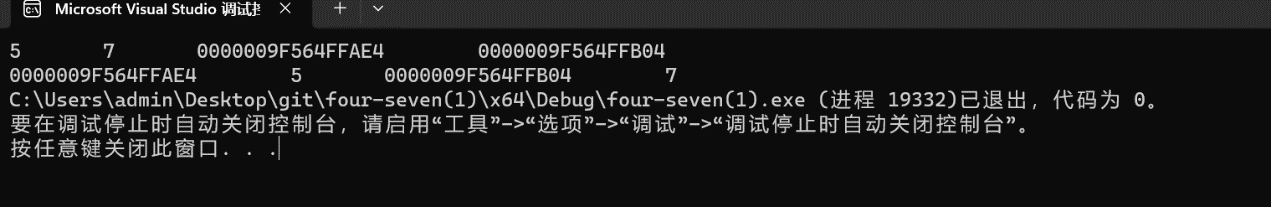 Microsoft Visual Studio 调试
5 7 0000009F564FFAE4 0000009F564FFB04
0000009F564FFAE4 5 0000009F564FFB04 7
C:\Users\admin\Desktop\git\four-seven(1)\x64\Debug\four-seven(1).exe (进程 19332)已退出，代码为 0。
要在调试停止时自动关闭控制台，请启用“工具”->“选项”->“调试”->“调试停止时自动关闭控制台”。
按任意键关闭此窗口. . .